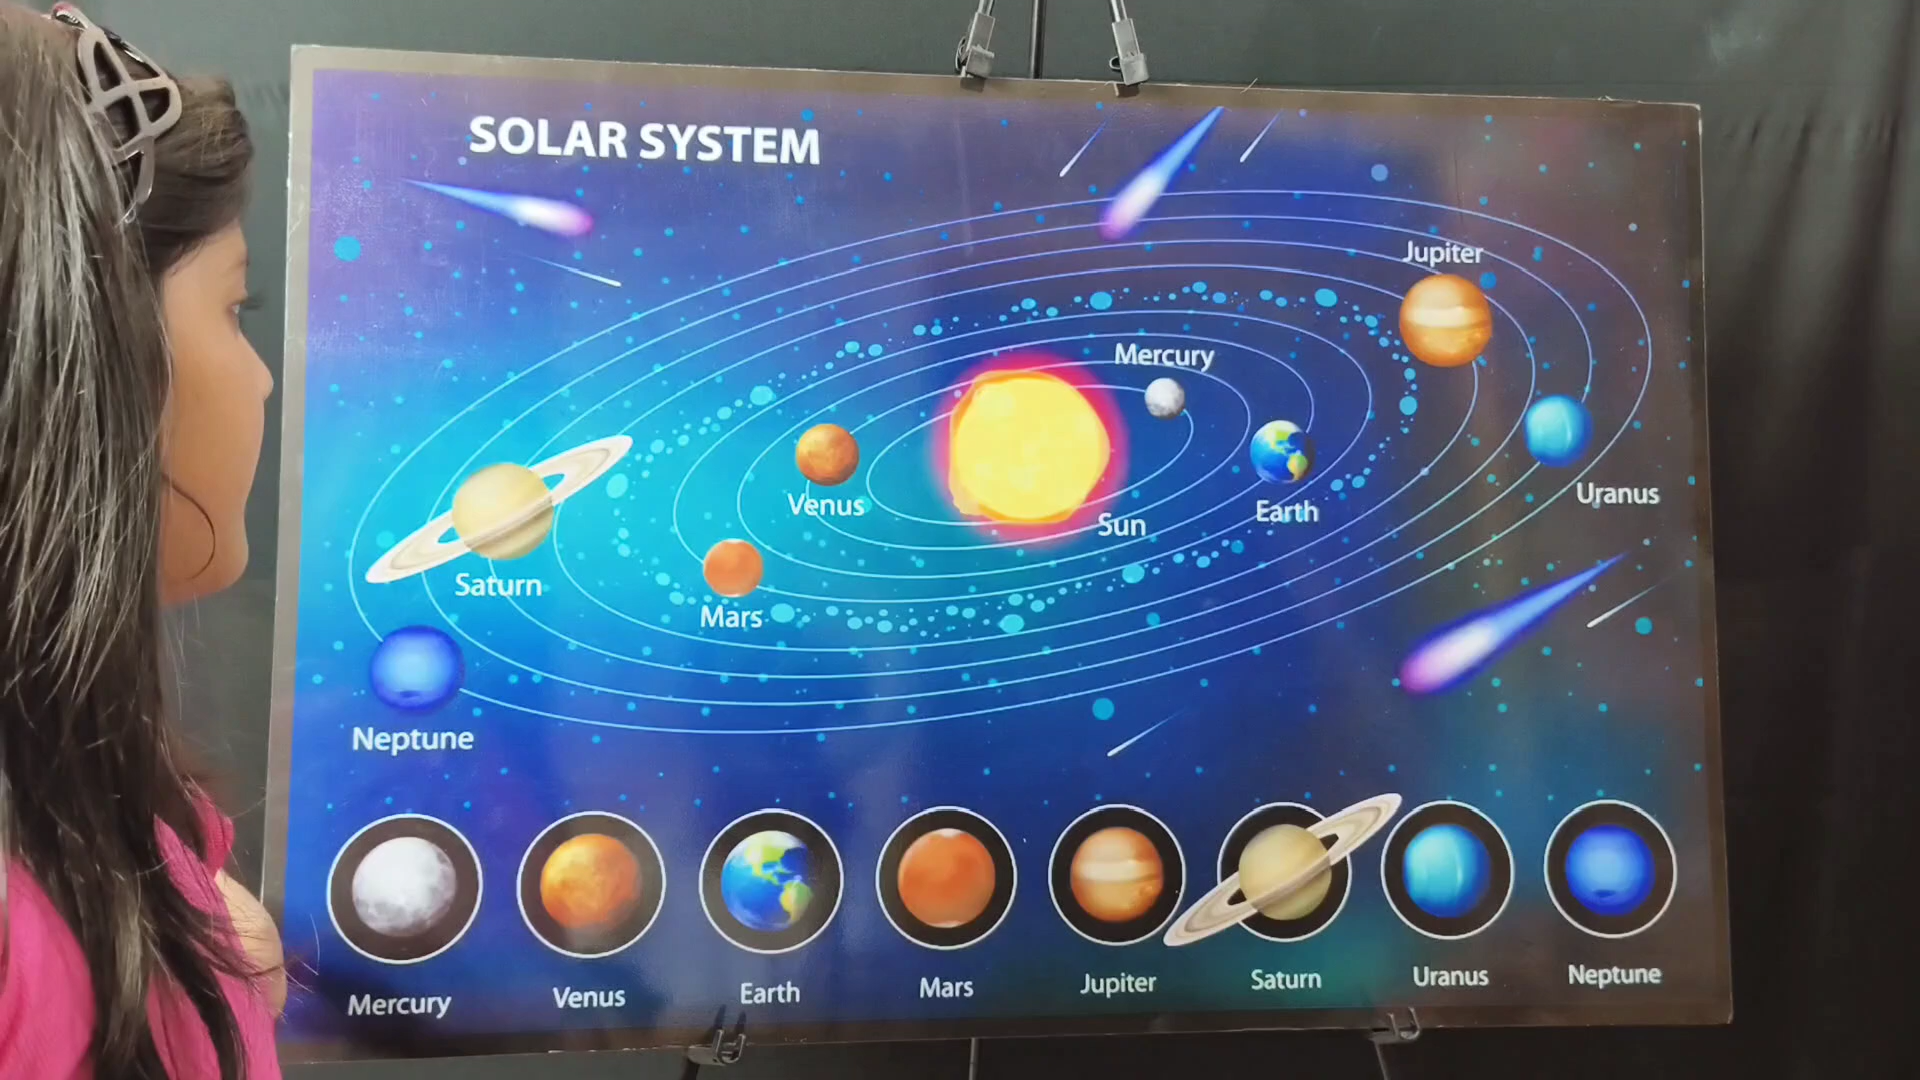 SOLAR SYSTEM
Jupiter
Mercury
Uranus
Venus
Earth
Sun
Saturn
Mars
Neptune
Mercury
Venus
Earth
Mars
Jupiter
Saturn
Uranus
Neptune